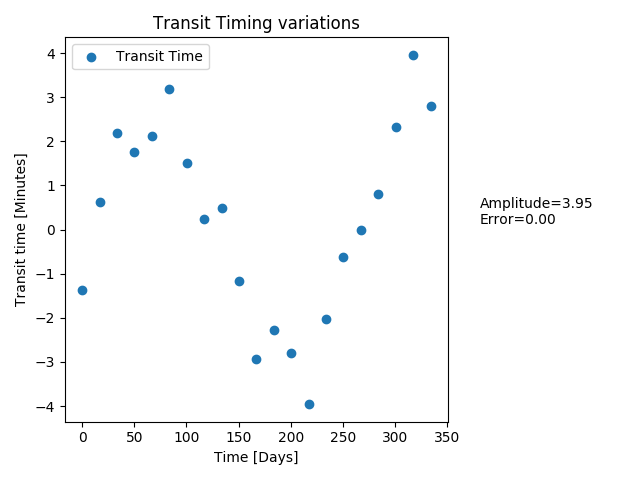 Transit Timing variations
Transit Time
Transit time [Minutes]
4
3
2
1
0
−1
−2
−3
−4
Amplitude=3.95
Error=0.00
0 50 100 150 200 250 300 350
Time [Days]